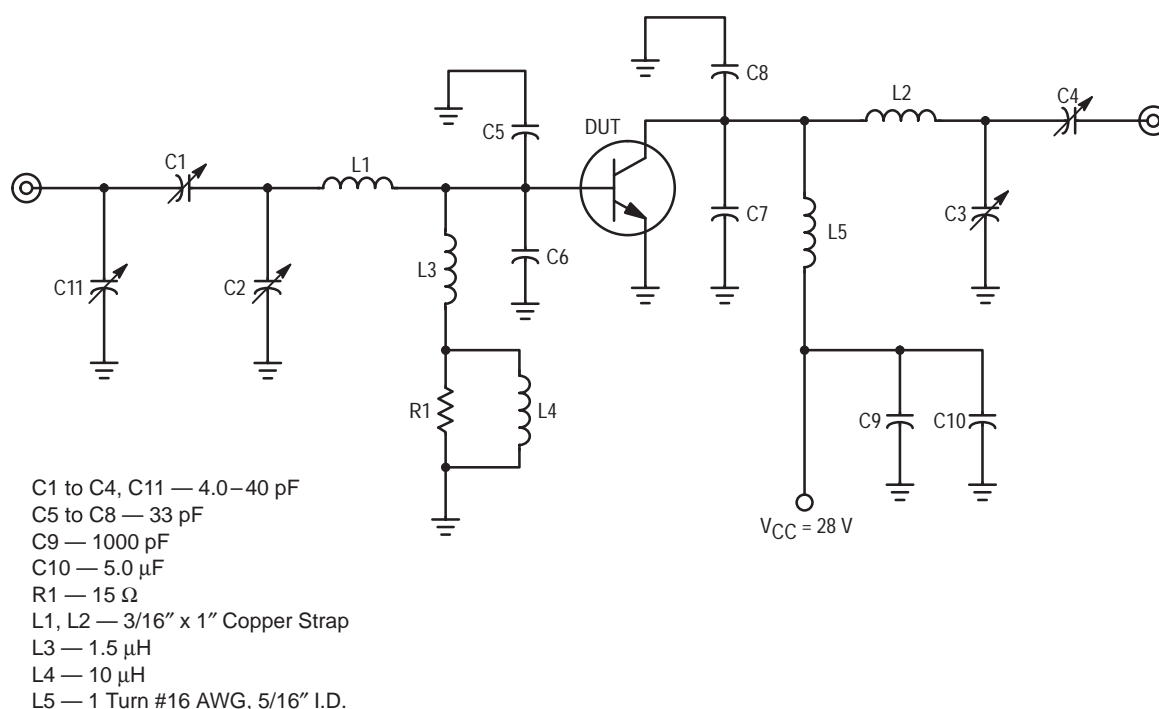 C8
L2
C4
C5
DUT
C1
L1
C7
C3
L5
C6
L3
C11
C2
R1
L4
C9
C10
C1 to C4, C11 — 4.0–40 pF
C5 to C8 — 33 pF
C9 — 1000 pF
C10 — 5.0 μF
R1 — 15 Ω
L1, L2 — 3/16″ x 1″ Copper Strap
L3 — 1.5 μH
L4 — 10 μH
L5 — 1 Turn #16 AWG, 5/16″ I.D.
VCC = 28 V